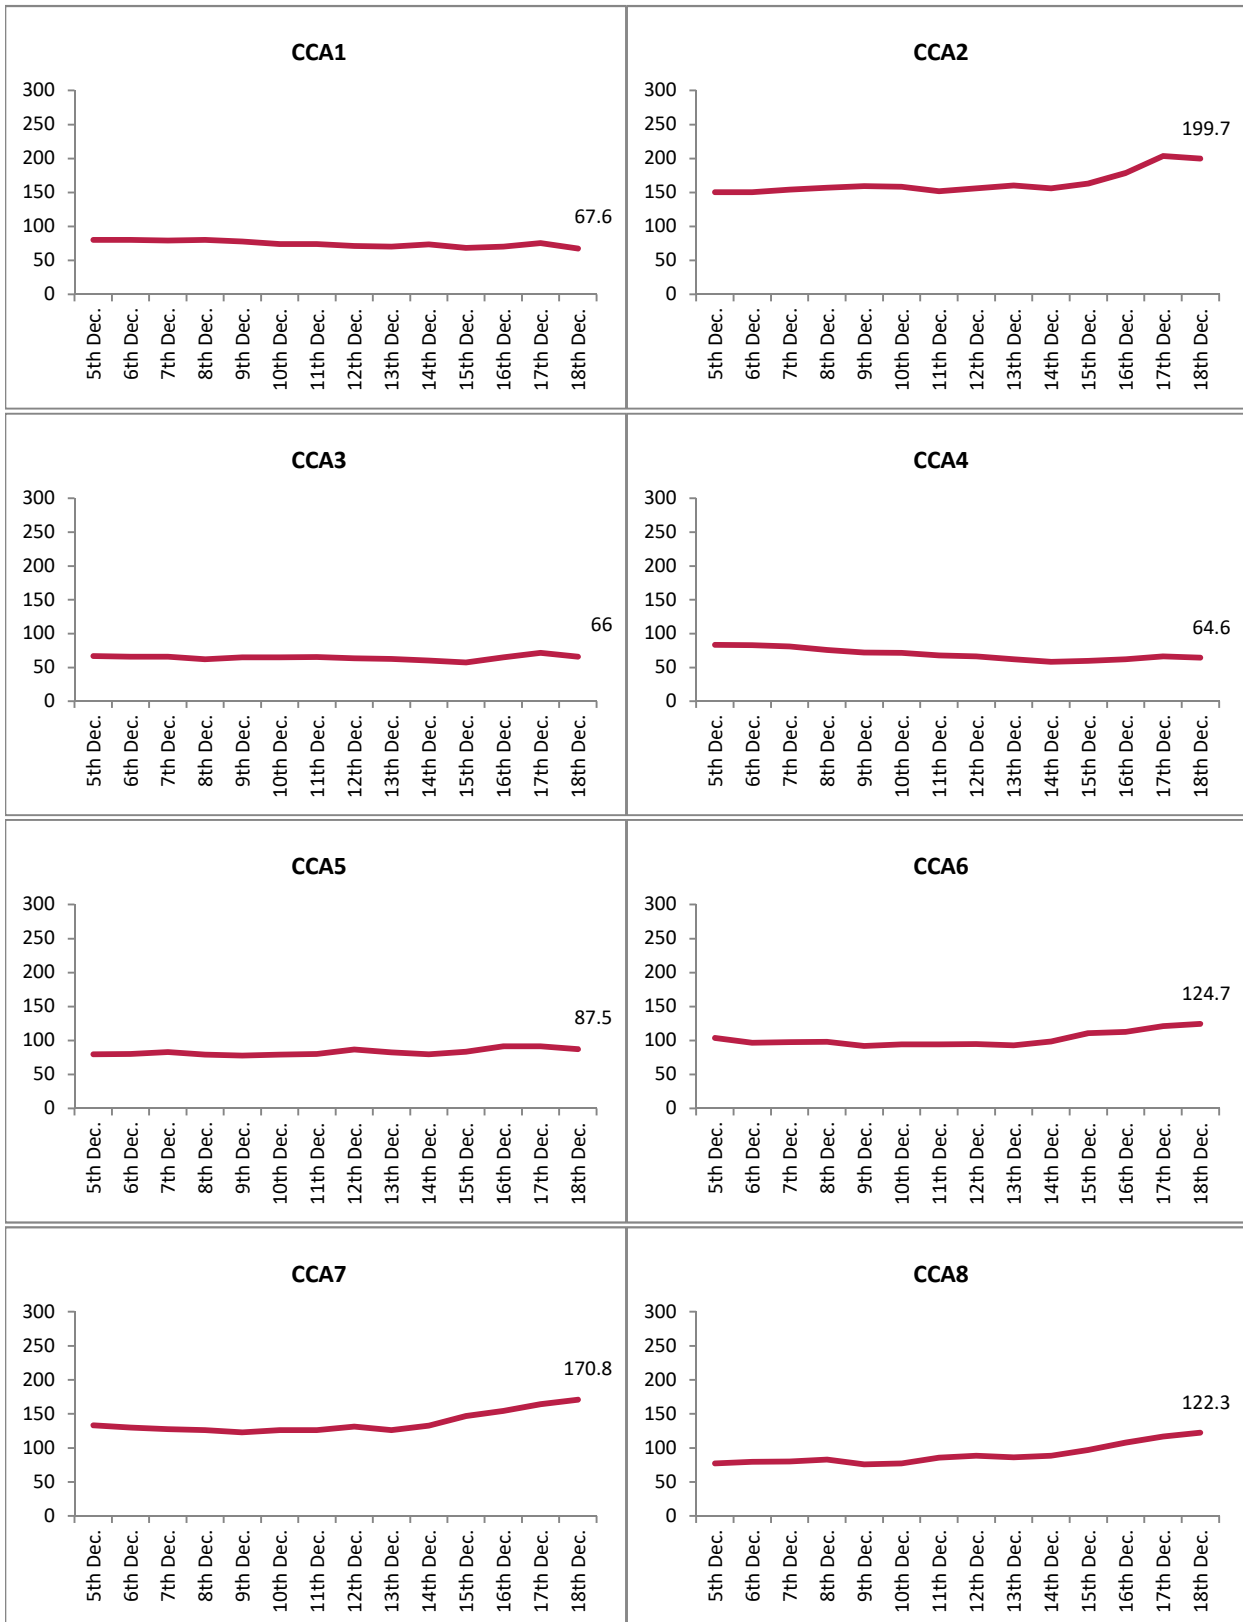 CCA1
300
250
200
150
100
50
0
67.6
5th Dec.
6th Dec.
7th Dec.
8th Dec.
9th Dec.
10th Dec.
11th Dec.
12th Dec.
13th Dec.
14th Dec.
15th Dec.
16th Dec.
17th Dec.
18th Dec.
CCA2
300
250
200
150
100
50
0
199.7
5th Dec.
6th Dec.
7th Dec.
8th Dec.
9th Dec.
10th Dec.
11th Dec.
12th Dec.
13th Dec.
14th Dec.
15th Dec.
16th Dec.
17th Dec.
18th Dec.
CCA3
300
250
200
150
100
50
0
66
5th Dec.
6th Dec.
7th Dec.
8th Dec.
9th Dec.
10th Dec.
11th Dec.
12th Dec.
13th Dec.
14th Dec.
15th Dec.
16th Dec.
17th Dec.
18th Dec.
CCA4
300
250
200
150
100
50
0
64.6
5th Dec.
6th Dec.
7th Dec.
8th Dec.
9th Dec.
10th Dec.
11th Dec.
12th Dec.
13th Dec.
14th Dec.
15th Dec.
16th Dec.
17th Dec.
18th Dec.
CCA5
300
250
200
150
100
50
0
87.5
5th Dec.
6th Dec.
7th Dec.
8th Dec.
9th Dec.
10th Dec.
11th Dec.
12th Dec.
13th Dec.
14th Dec.
15th Dec.
16th Dec.
17th Dec.
18th Dec.
CCA6
300
250
200
150
100
50
0
124.7
5th Dec.
6th Dec.
7th Dec.
8th Dec.
9th Dec.
10th Dec.
11th Dec.
12th Dec.
13th Dec.
14th Dec.
15th Dec.
16th Dec.
17th Dec.
18th Dec.
CCA7
300
250
200
150
100
50
0
170.8
5th Dec.
6th Dec.
7th Dec.
8th Dec.
9th Dec.
10th Dec.
11th Dec.
12th Dec.
13th Dec.
14th Dec.
15th Dec.
16th Dec.
17th Dec.
18th Dec.
CCA8
300
250
200
150
100
50
0
122.3
5th Dec.
6th Dec.
7th Dec.
8th Dec.
9th Dec.
10th Dec.
11th Dec.
12th Dec.
13th Dec.
14th Dec.
15th Dec.
16th Dec.
17th Dec.
18th Dec.